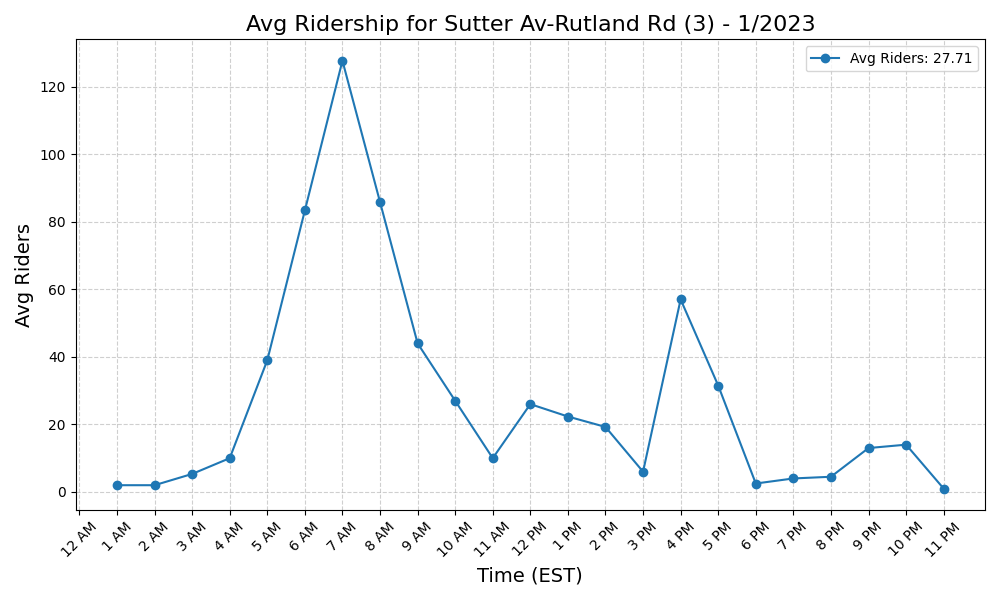 Avg Ridership for Sutter Av-Rutland Rd (3) - 1/2023
Avg Riders: 27.71
Avg Riders
120
100
80
60
40
20
0
12 AM
1 AM
2 AM
3 AM
4 AM
5 AM
6 AM
7 AM
8 AM
9 AM
10 AM
11 AM
12 PM
1 PM
2 PM
3 PM
4 PM
5 PM
6 PM
7 PM
8 PM
9 PM
10 PM
11 PM
Time (EST)